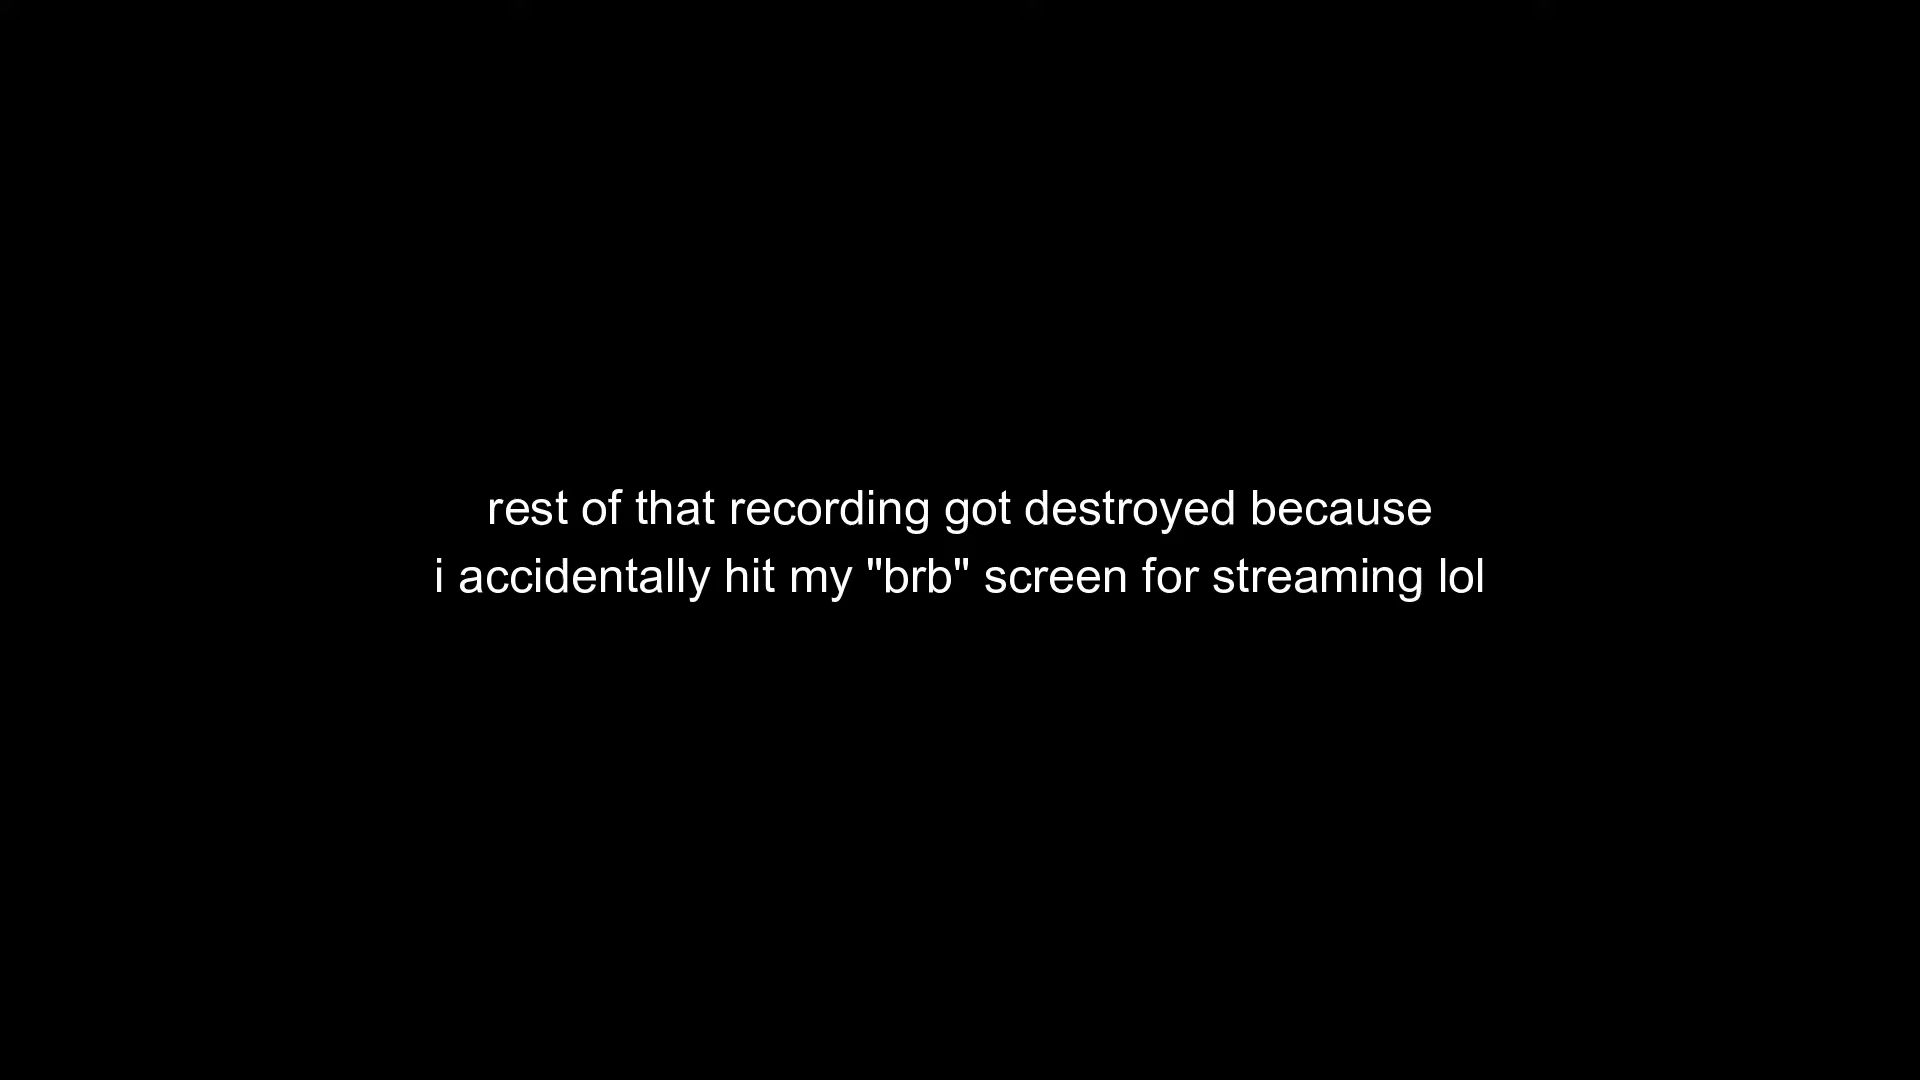 rest of that recording got destroyed because
i accidentally hit my "brb" screen for streaming lol